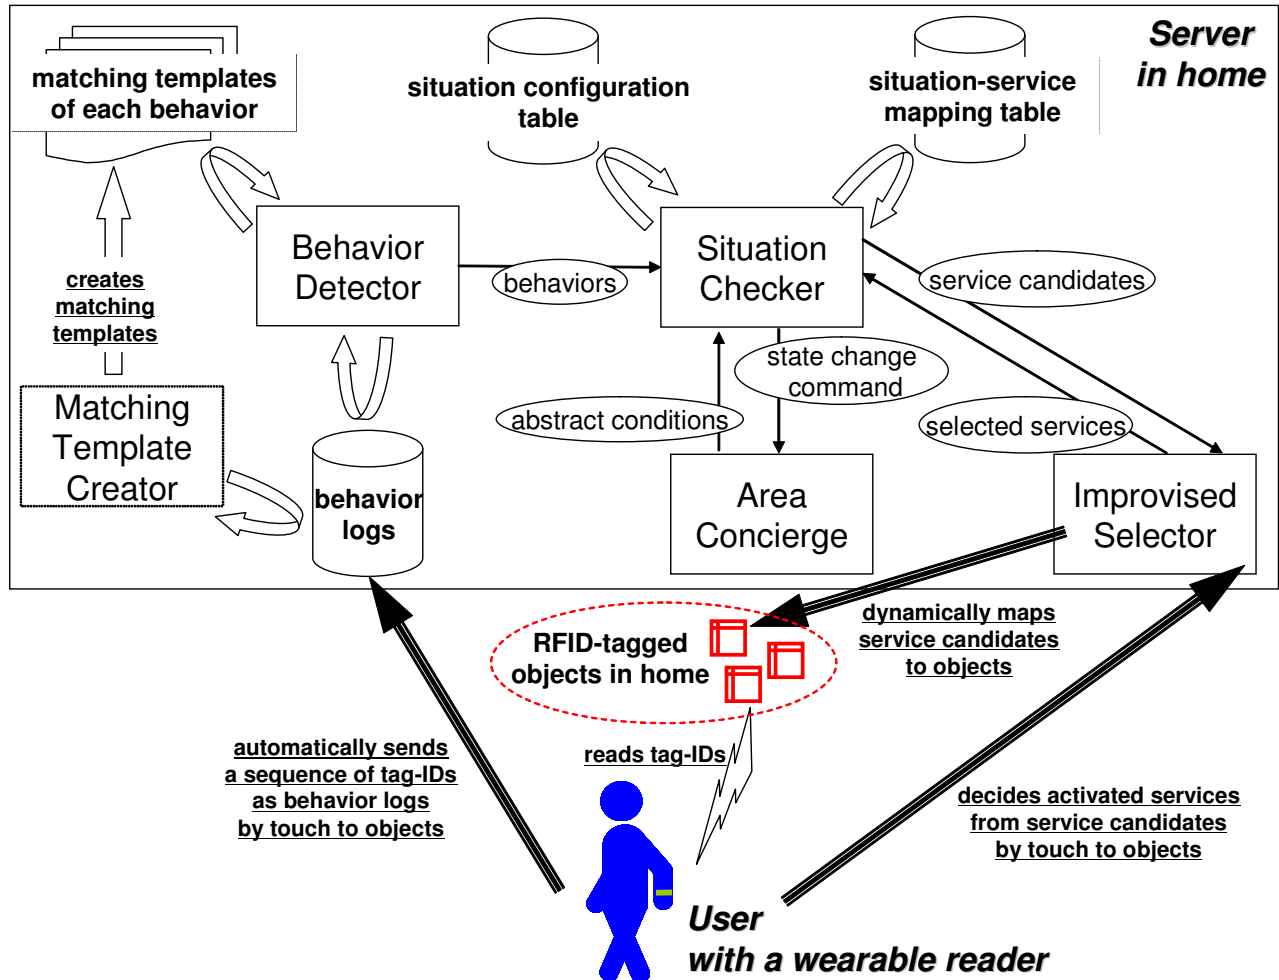 Server
in home
matching templates
of each behavior
situation configuration
table
situation-service
mapping table
creates
matching
templates
Behavior
Detector
behaviors
Situation
Checker
service candidates
state change
command
abstract conditions
selected services
Matching
Template
Creator
behavior
logs
Area
Concierge
Improvised
Selector
RFID-tagged
objects in home
dynamically maps
service candidates
to objects
automatically sends
a sequence of tag-IDs
as behavior logs
by touch to objects
reads tag-IDs
decides activated services
from service candidates
by touch to objects
User
with a wearable reader